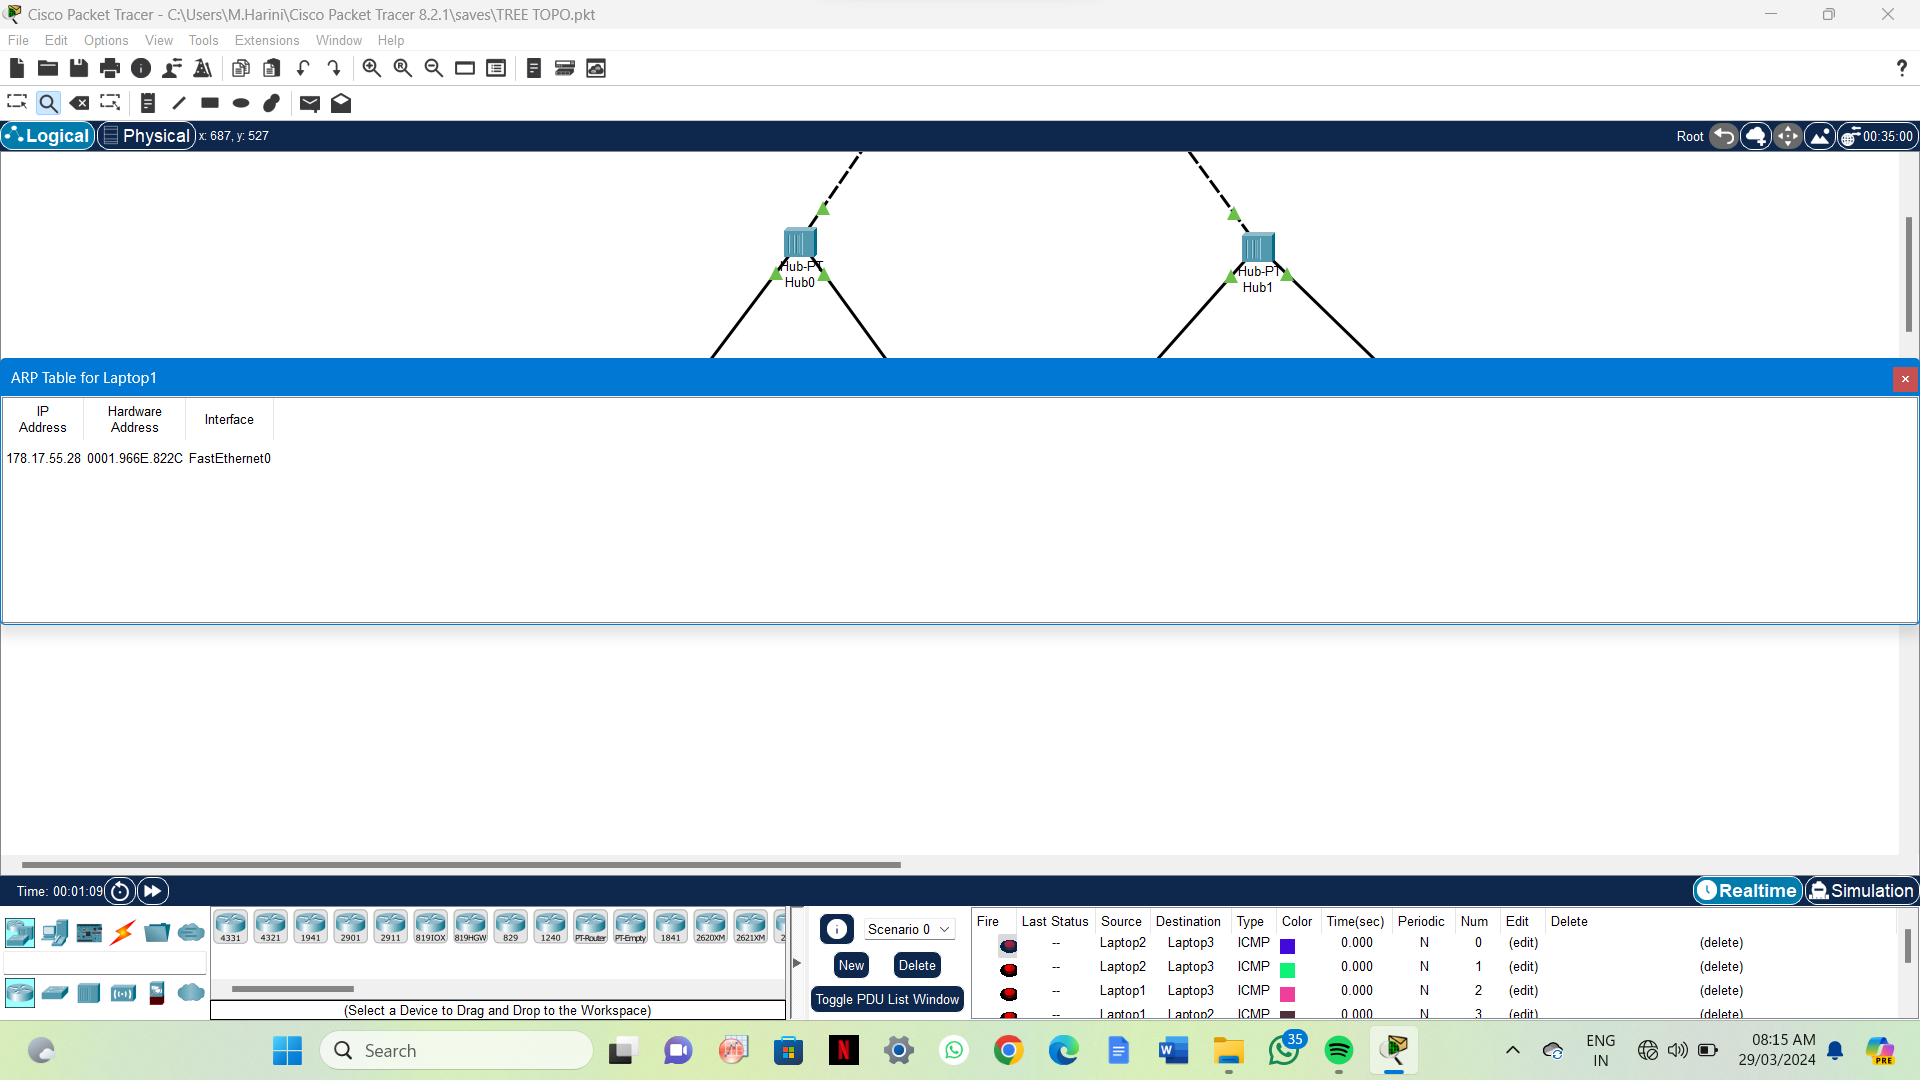 Cisco Packet Tracer - C:\Users\M.Harini\Cisco Packet Tracer 8.2.1\saves\TREE TOPO.pkt
File Edit Options View Tools Extensions Window Help
?
Logical Physical x: 687, y: 527 Root 00:35:00
Hub-PT
Hub0
Hub-PT
Hub1
ARP Table for Laptop1
IP Address Hardware Address Interface
178.17.55.28 0001.966E.822C FastEthernet0
Time: 00:01:09 Realtime Simulation
4331 4321 1941 2901 2911 819IOX 819HGW 829 1240 PT-Router PT-Empty 1841 2620XM 2621XM
(Select a Device to Drag and Drop to the Workspace)
Scenario 0
New Delete
Toggle PDU List Window
Fire Last Status Source Destination Type Color Time(sec) Periodic Num Edit Delete
-- Laptop2 Laptop3 ICMP 0.000 N 0 (edit) (delete)
-- Laptop2 Laptop3 ICMP 0.000 N 1 (edit) (delete)
-- Laptop1 Laptop3 ICMP 0.000 N 2 (edit) (delete)
-- Laptop1 Laptop2 ICMP 0.000 N 3 (edit) (delete)
Search
35
ENG
IN
08:15 AM
29/03/2024
PRE